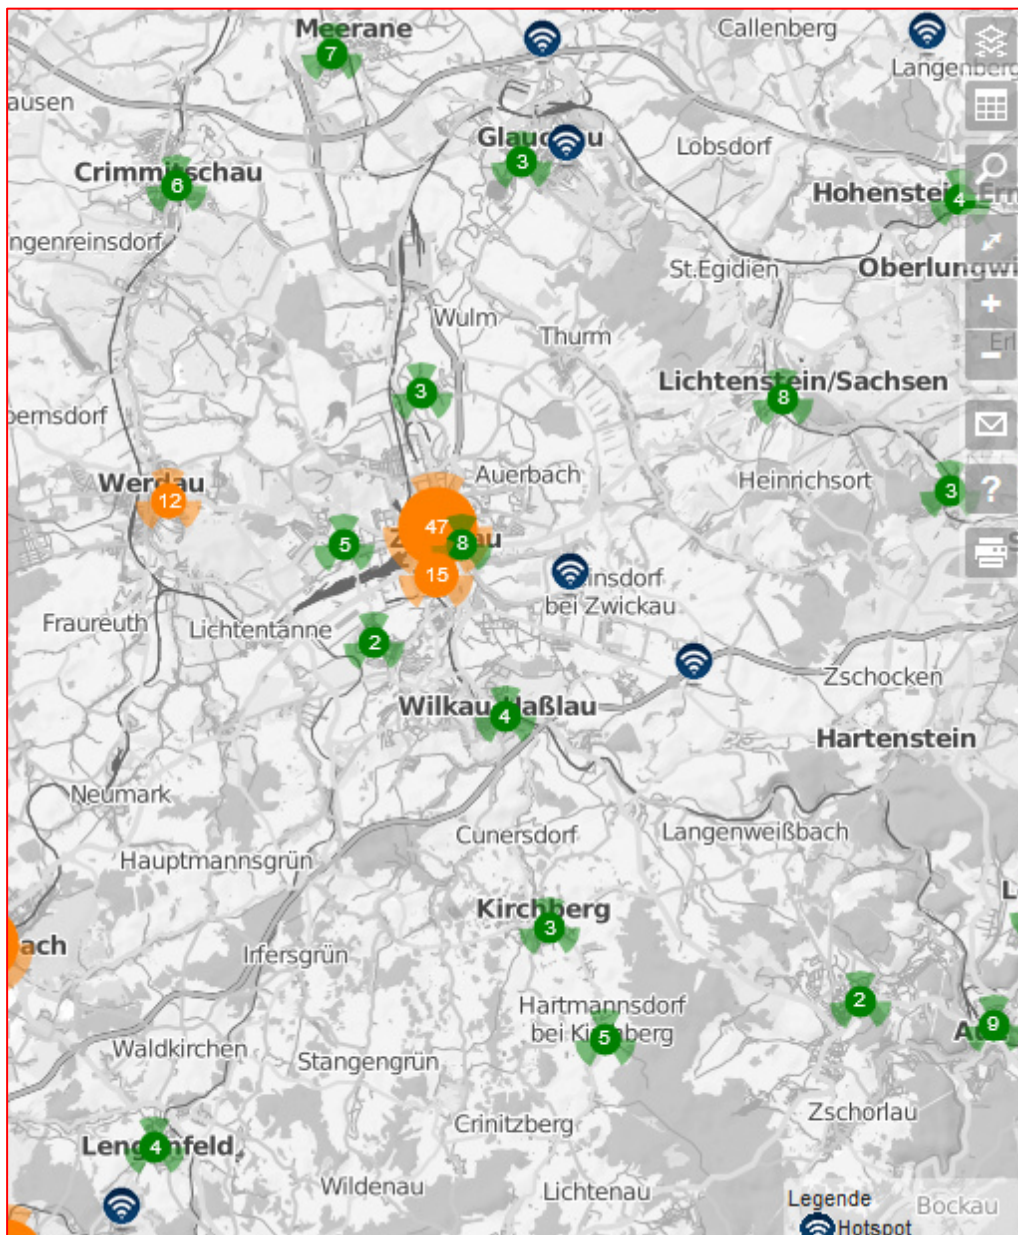 Meerane
7
Callenberg
Langenberg
ausen
Glauchau
3
Lobsdorf
Crimmitschau
6
Hohenstein-Ern
4
ngenreinsdorf
St.Egidien
Oberlungwi
+
Wulm
Thurm
Erl
−
3
Lichtenstein/Sachsen
8
bernsdorf
Werdau
12
Auerbach
Heinrichsort
3
?
47
5
8
15
insdorf
bei Zwickau
Fraureuth
Lichtentanne
2
Zschocken
Wilkau-Haßlau
4
Hartenstein
Neumark
Cunersdorf
Langenweißbach
Hauptmannsgrün
Kirchberg
3
ach
Irfersgrün
Hartmannsdorf
bei Kirchberg
5
2
9
Waldkirchen
Stangengrün
Crinitzberg
Zschorlau
Lengenfeld
4
Wildenau
Lichtenau
Legende
Bockau
Hotspot